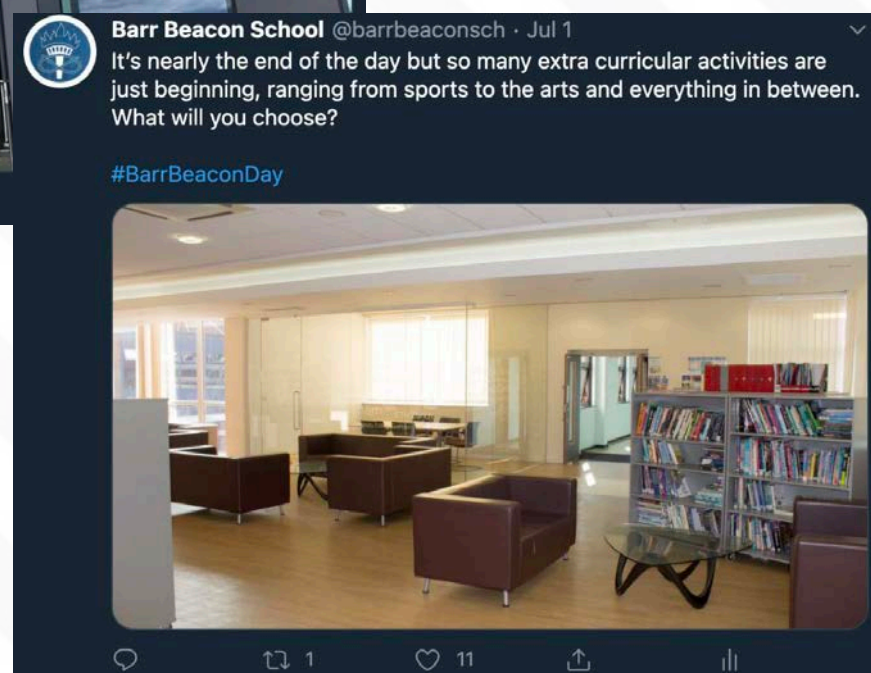 Barr Beacon School @barrbeaconsch · Jul 1
It's nearly the end of the day but so many extra curricular activities are
just beginning, ranging from sports to the arts and everything in between.
What will you choose?
#BarrBeaconDay
1
11